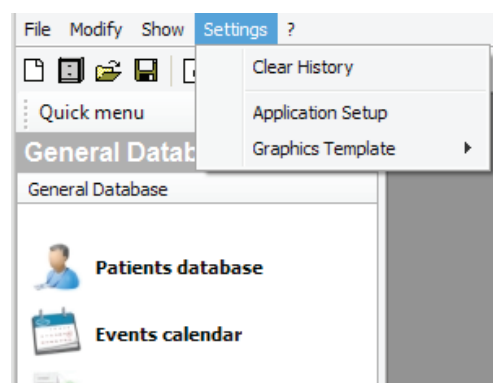 File Modify Show Settings ?
Clear History
Quick menu
Application Setup
General
Graphics Template
General Database
Patients database
Events calendar